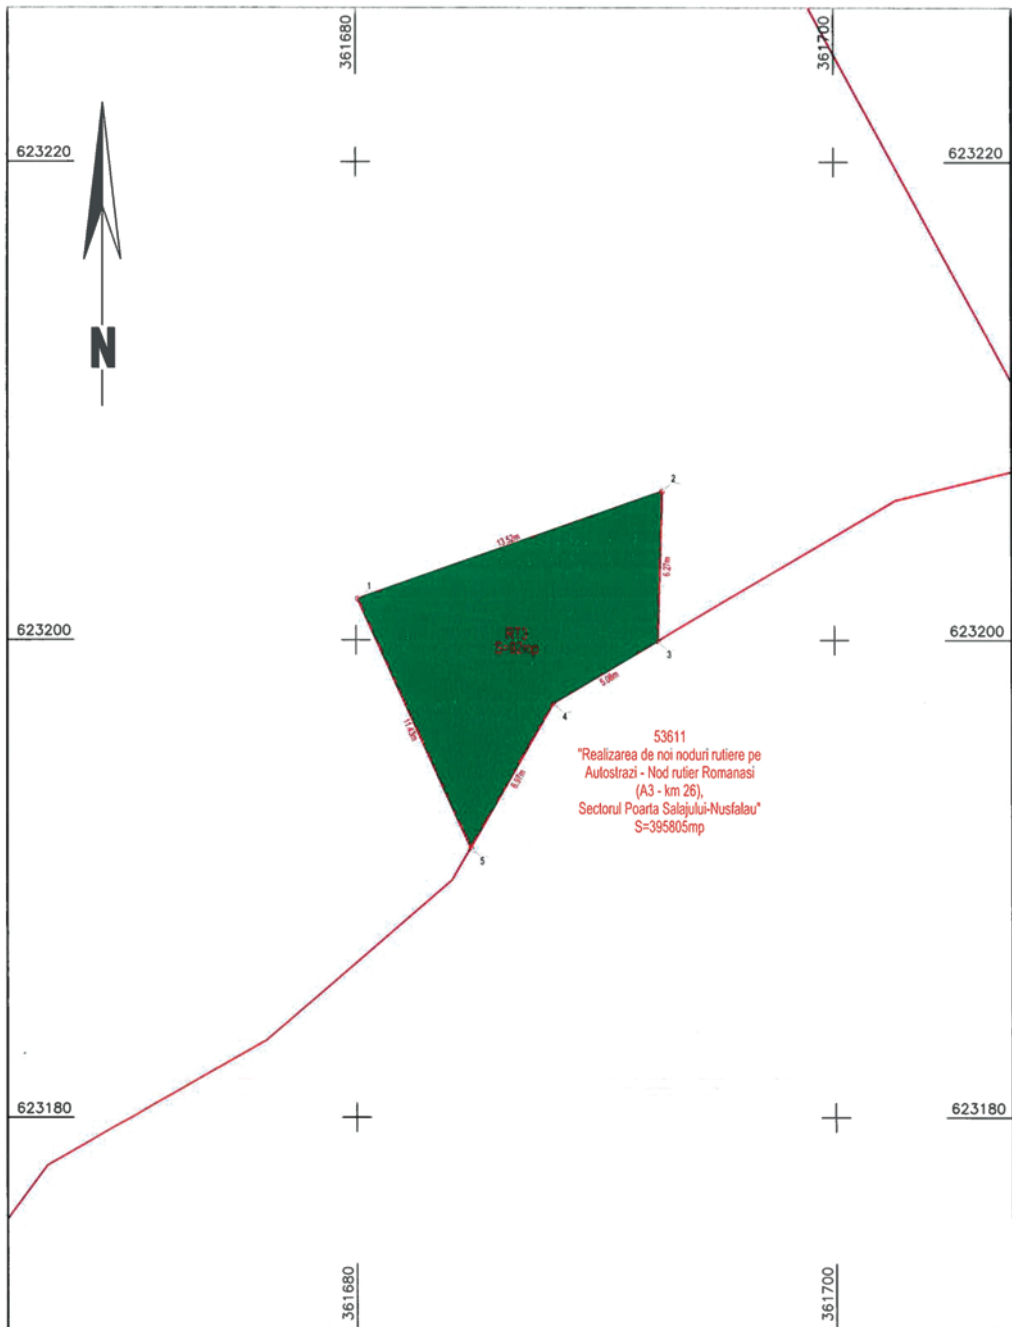 361680
361700
623220
623220
N
2
13.52m
1
6.27m
623200
623200
3
5.06m
4
11.43m
53611
"Realizarea de noi noduri rutiere pe
Autostrazi - Nod rutier Romanasi
(A3 - km 26),
Sectorul Poarta Salajului-Nusfalau"
S=395805mp
6.97m
5
623180
623180
361680
361700